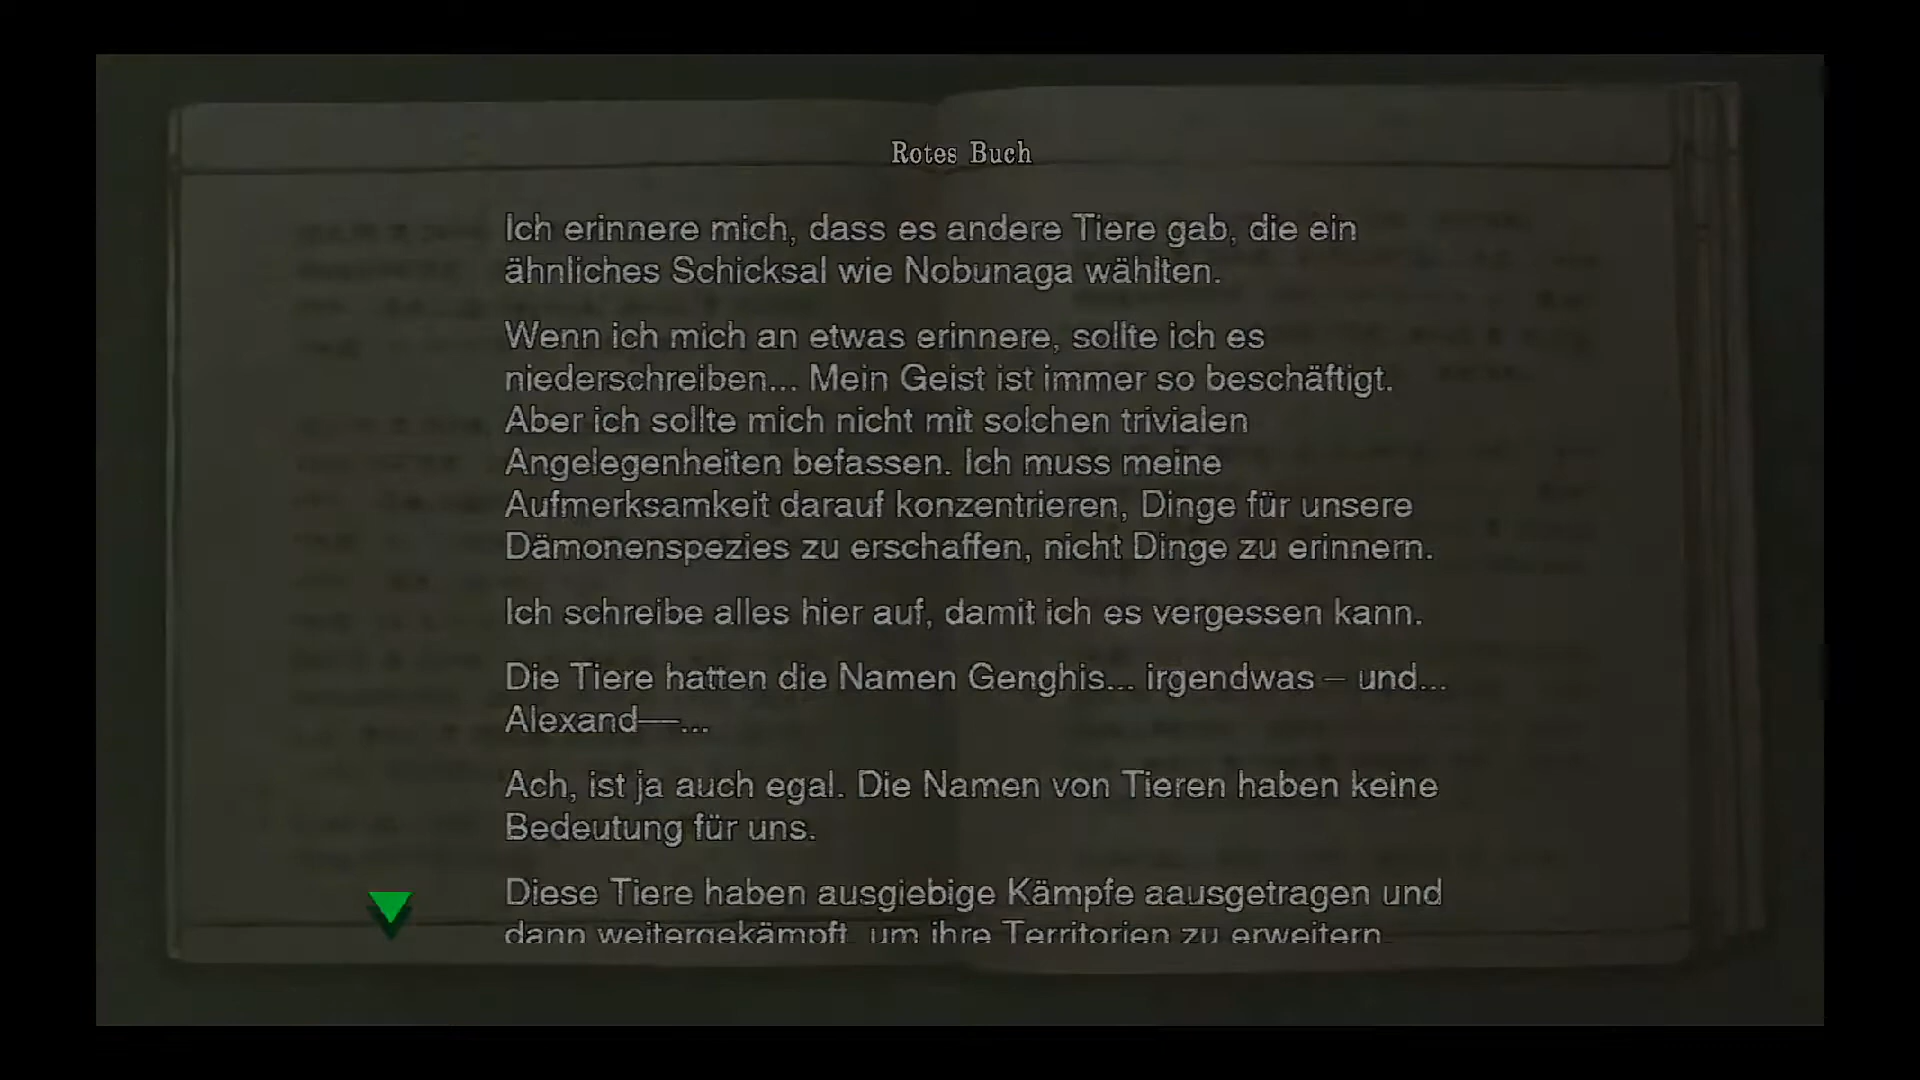 Rotes Buch
Ich erinnere mich, dass es andere Tiere gab, die ein
ähnliches Schicksal wie Nobunaga wählten.
Wenn ich mich an etwas erinnere, sollte ich es
niederschreiben... Mein Geist ist immer so beschäftigt.
Aber ich sollte mich nicht mit solchen trivialen
Angelegenheiten befassen. Ich muss meine
Aufmerksamkeit darauf konzentrieren, Dinge für unsere
Dämonenspezies zu erschaffen, nicht Dinge zu erinnern.
Ich schreibe alles hier auf, damit ich es vergessen kann.
Die Tiere hatten die Namen Genghis... irgendwas – und...
Alexand––...
Ach, ist ja auch egal. Die Namen von Tieren haben keine
Bedeutung für uns.
Diese Tiere haben ausgiebige Kämpfe aausgetragen und
dann weitergekämpft, um ihre Territorien zu erweitern